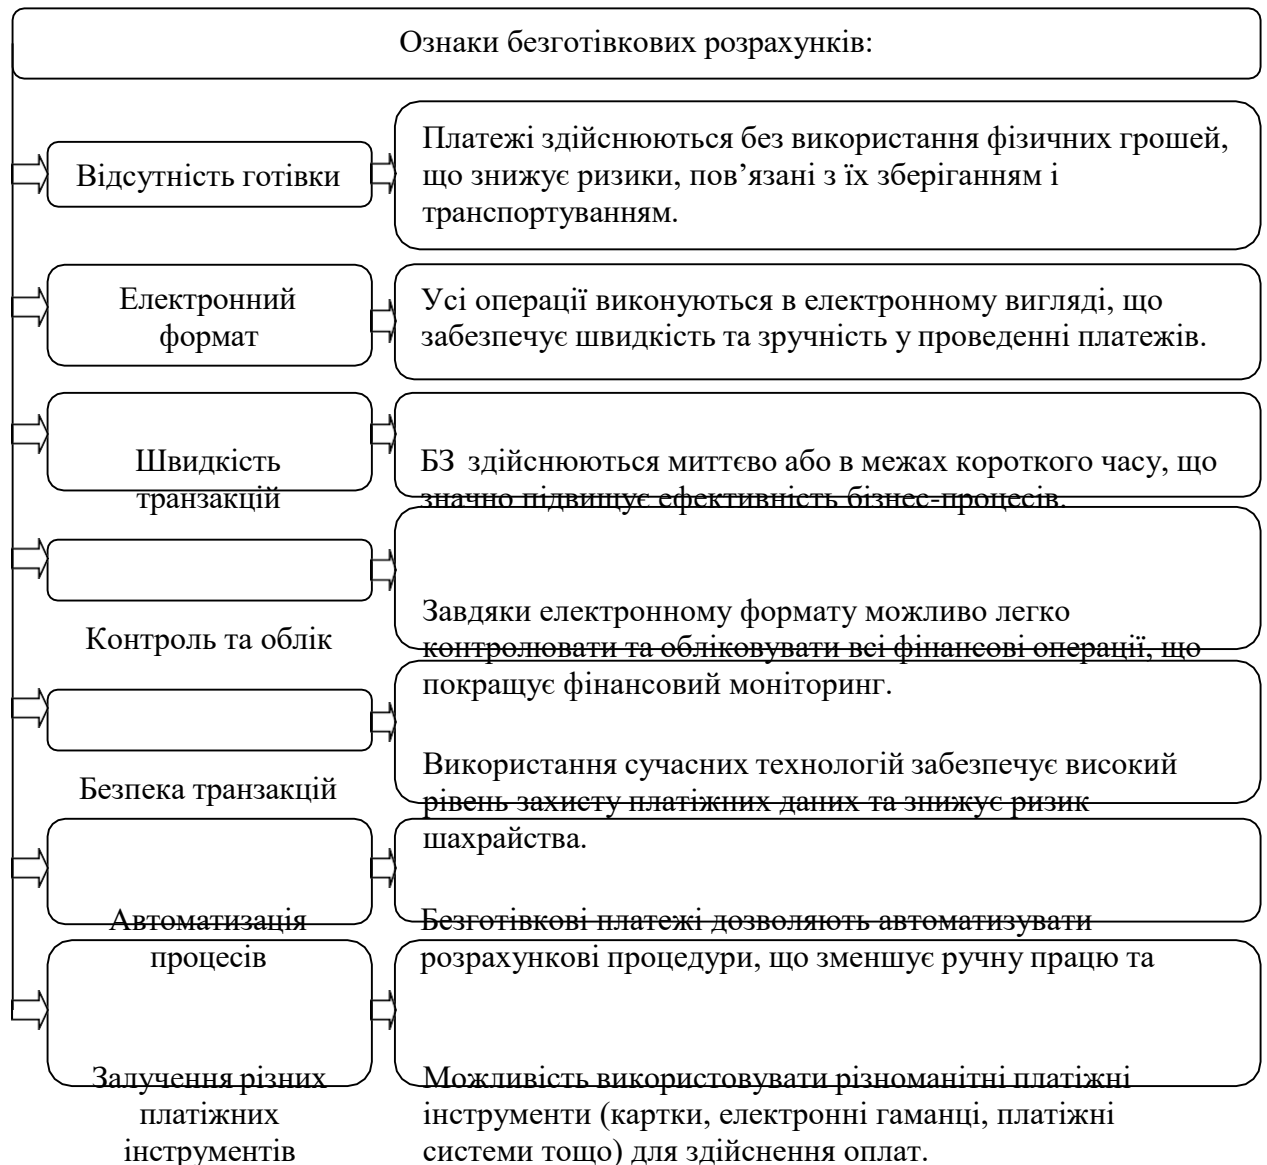 Ознаки безготівкових розрахунків:
Відсутність готівки
Платежі здійснюються без використання фізичних грошей,
що знижує ризики, пов’язані з їх зберіганням і
транспортуванням.
Електронний
формат
Усі операції виконуються в електронному вигляді, що
забезпечує швидкість та зручність у проведенні платежів.
Швидкість
транзакцій
БЗ здійснюються миттєво або в межах короткого часу, що
значно підвищує ефективність бізнес-процесів.
Контроль та облік
Завдяки електронному формату можливо легко
контролювати та обліковувати всі фінансові операції, що
покращує фінансовий моніторинг.
Безпека транзакцій
Використання сучасних технологій забезпечує високий
рівень захисту платіжних даних та знижує ризик
шахрайства.
Автоматизація
процесів
Безготівкові платежі дозволяють автоматизувати
розрахункові процедури, що зменшує ручну працю та
Залучення різних
платіжних
інструментів
Можливість використовувати різноманітні платіжні
інструменти (картки, електронні гаманці, платіжні
системи тощо) для здійснення оплат.